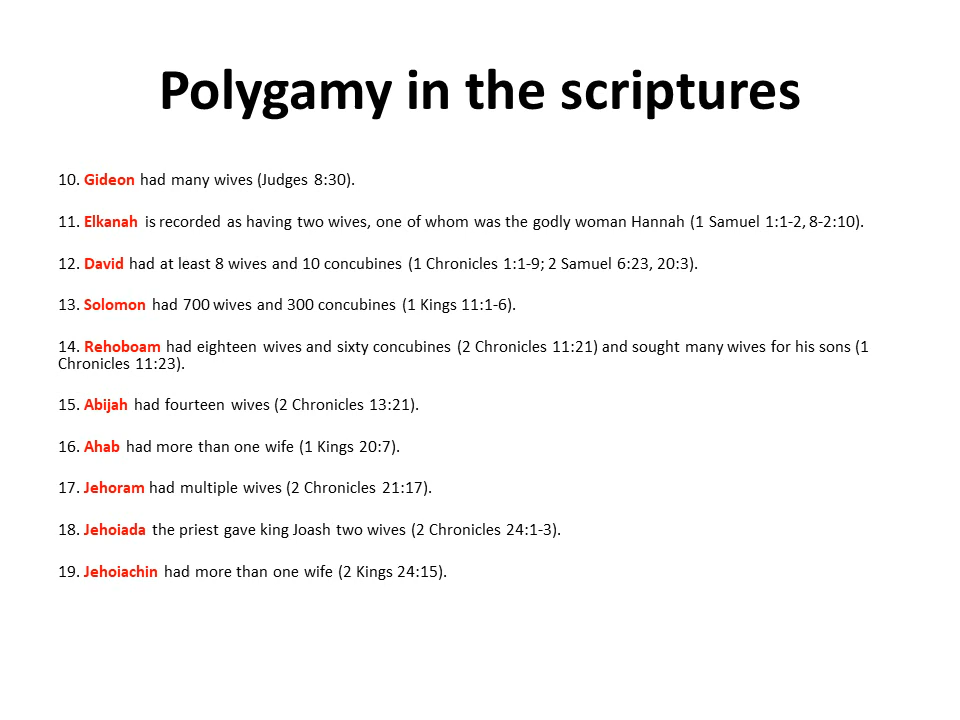 Polygamy in the scriptures
10. Gideon had many wives (Judges 8:30).
11. Elkanah is recorded as having two wives, one of whom was the godly woman Hannah (1 Samuel 1:1-2, 8-2:10).
12. David had at least 8 wives and 10 concubines (1 Chronicles 1:1-9; 2 Samuel 6:23, 20:3).
13. Solomon had 700 wives and 300 concubines (1 Kings 11:1-6).
14. Rehoboam had eighteen wives and sixty concubines (2 Chronicles 11:21) and sought many wives for his sons (1
Chronicles 11:23).
15. Abijah had fourteen wives (2 Chronicles 13:21).
16. Ahab had more than one wife (1 Kings 20:7).
17. Jehoram had multiple wives (2 Chronicles 21:17).
18. Jehoiada the priest gave king Joash two wives (2 Chronicles 24:1-3).
19. Jehoiachin had more than one wife (2 Kings 24:15).